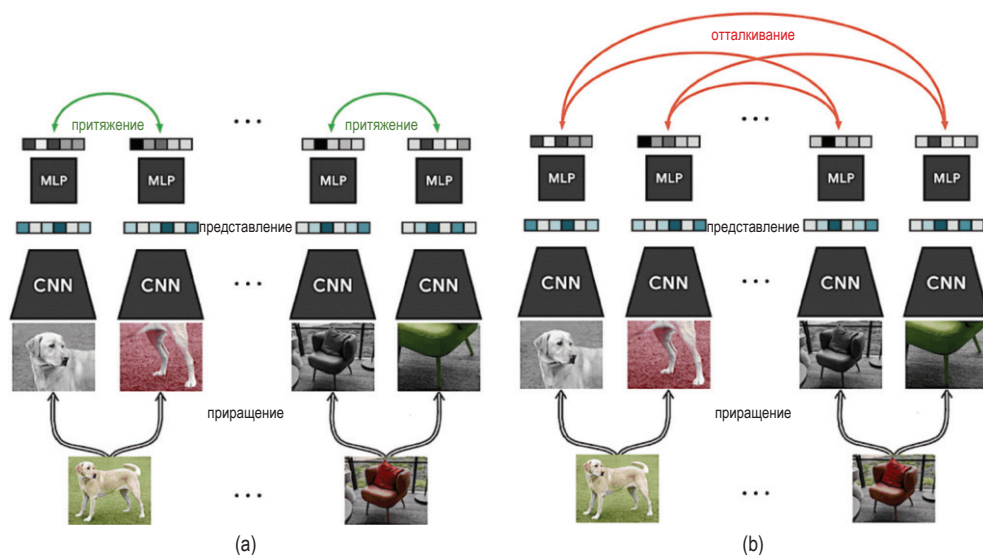 отталкивание
притяжение
...
притяжение
...
MLP
MLP
MLP
MLP
MLP
MLP
MLP
MLP
представление
представление
CNN
CNN
...
CNN
CNN
CNN
CNN
...
CNN
CNN
приращение
приращение
...
...
(a)
(b)